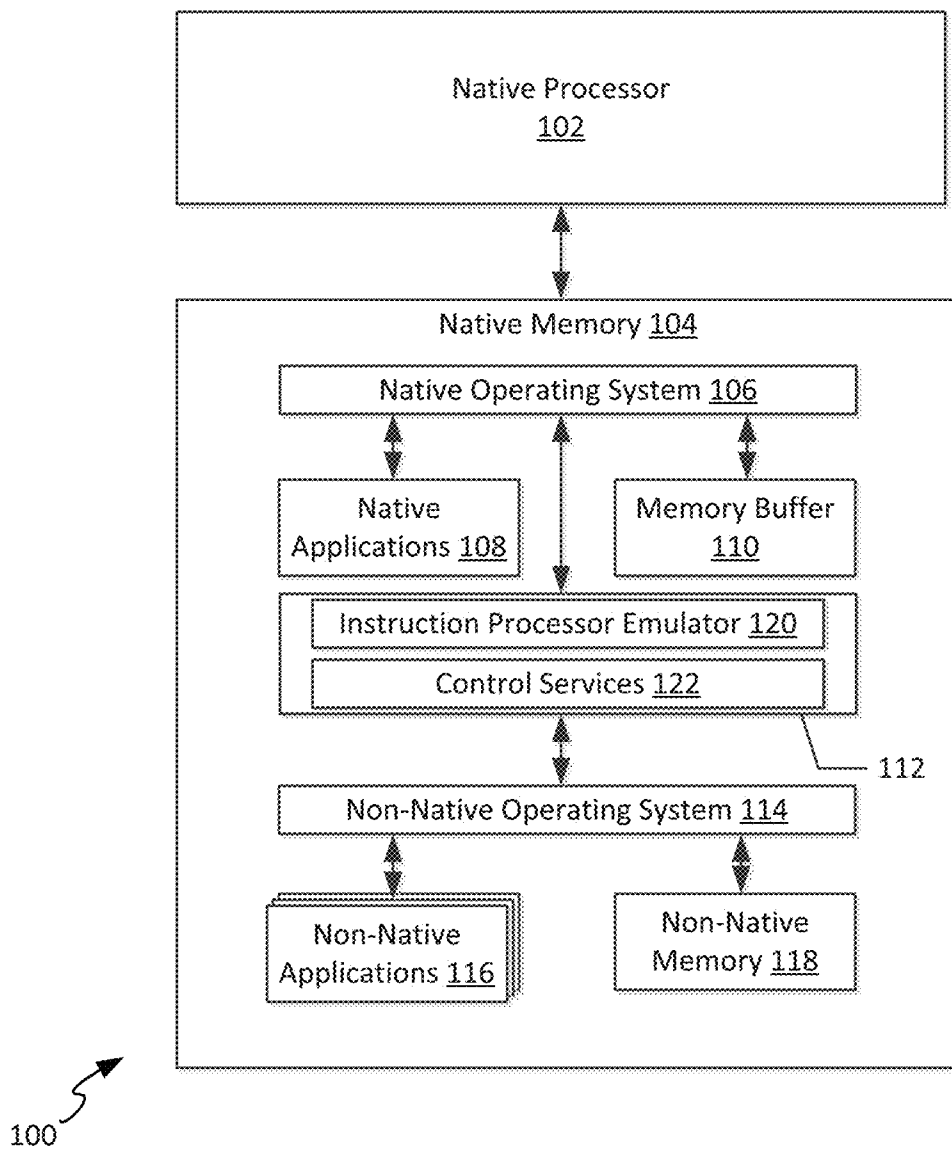 Native Processor
102
Native Memory 104
Native Operating System 106
Native
Applications 108
Memory Buffer
110
Instruction Processor Emulator 120
Control Services 122
112
Non-Native Operating System 114
Non-Native
Applications 116
Non-Native
Memory 118
100